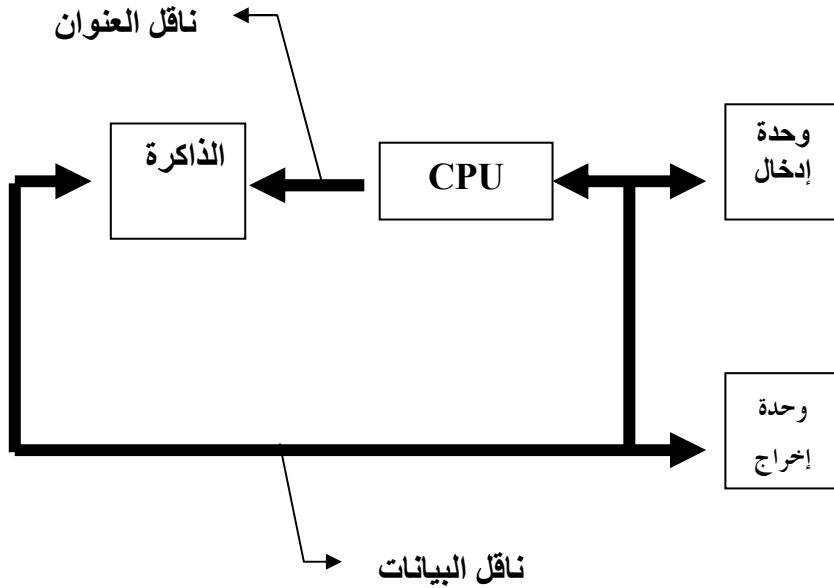 ناقل العنوان
وحدة
إدخال
CPU
الذاكرة
وحدة
إخراج
ناقل البيانات